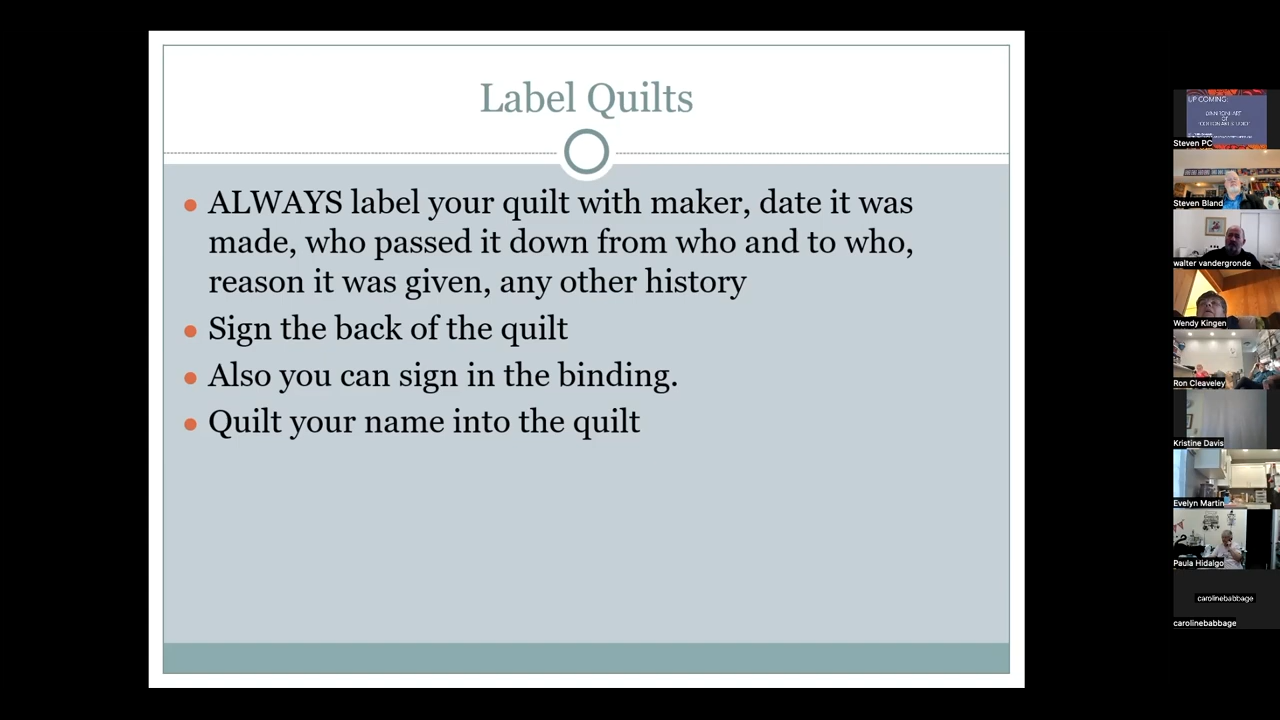 Label Quilts
ALWAYS label your quilt with maker, date it was
made, who passed it down from who and to who,
reason it was given, any other history
Sign the back of the quilt
Also you can sign in the binding.
Quilt your name into the quilt
UP COMING:
Steven PC
Steven Bland
walter vandergronde
Wendy Kingen
Ron Cleaveley
Kristine Davis
Evelyn Martin
Paula Hidalgo
carolinebabbage
carolinebabbage